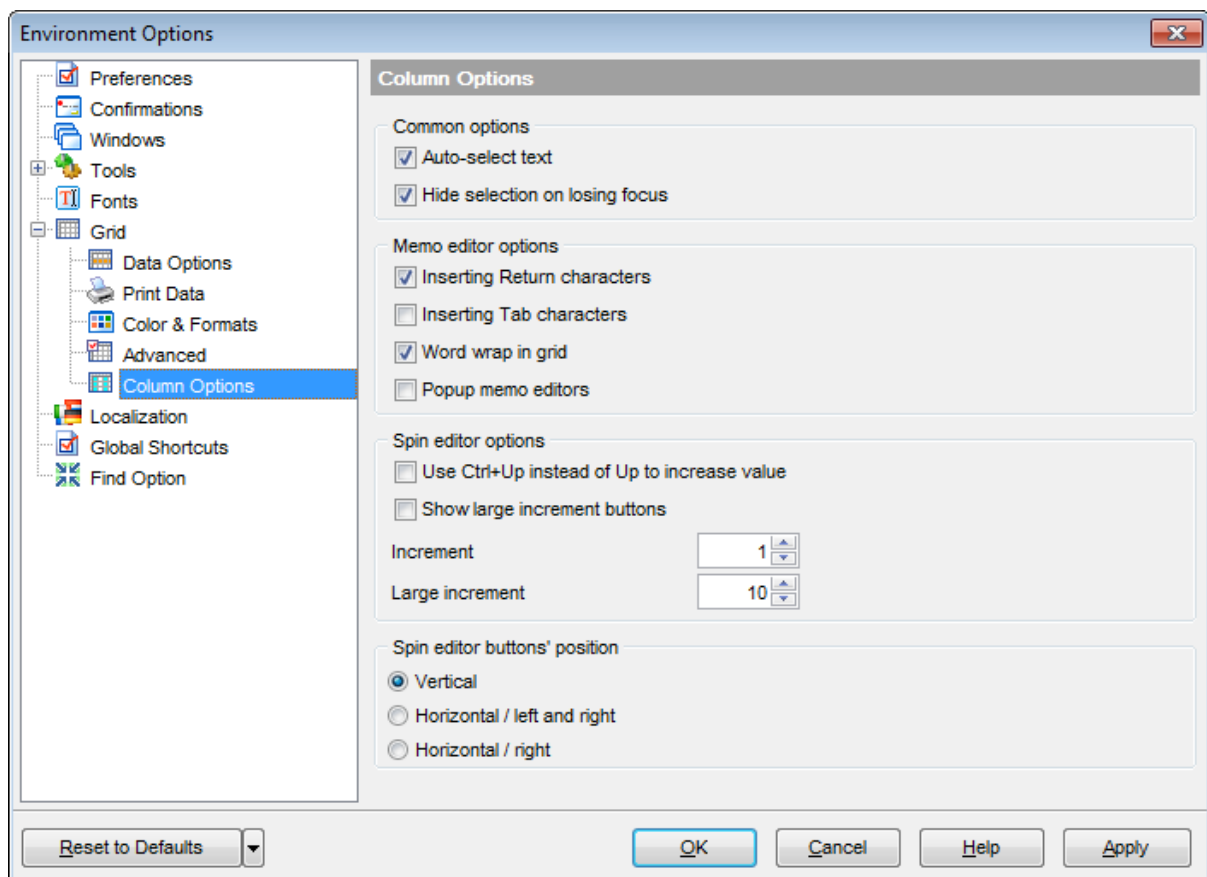 Environment Options
Preferences
Confirmations
Windows
Tools
Fonts
Grid
Data Options
Print Data
Color & Formats
Advanced
Column Options
Localization
Global Shortcuts
Find Option
Column Options
Common options
Auto-select text
Hide selection on losing focus
Memo editor options
Inserting Return characters
Inserting Tab characters
Word wrap in grid
Popup memo editors
Spin editor options
Use Ctrl+Up instead of Up to increase value
Show large increment buttons
Increment 1
Large increment 10
Spin editor buttons' position
Vertical
Horizontal / left and right
Horizontal / right
Reset to Defaults OK Cancel Help Apply